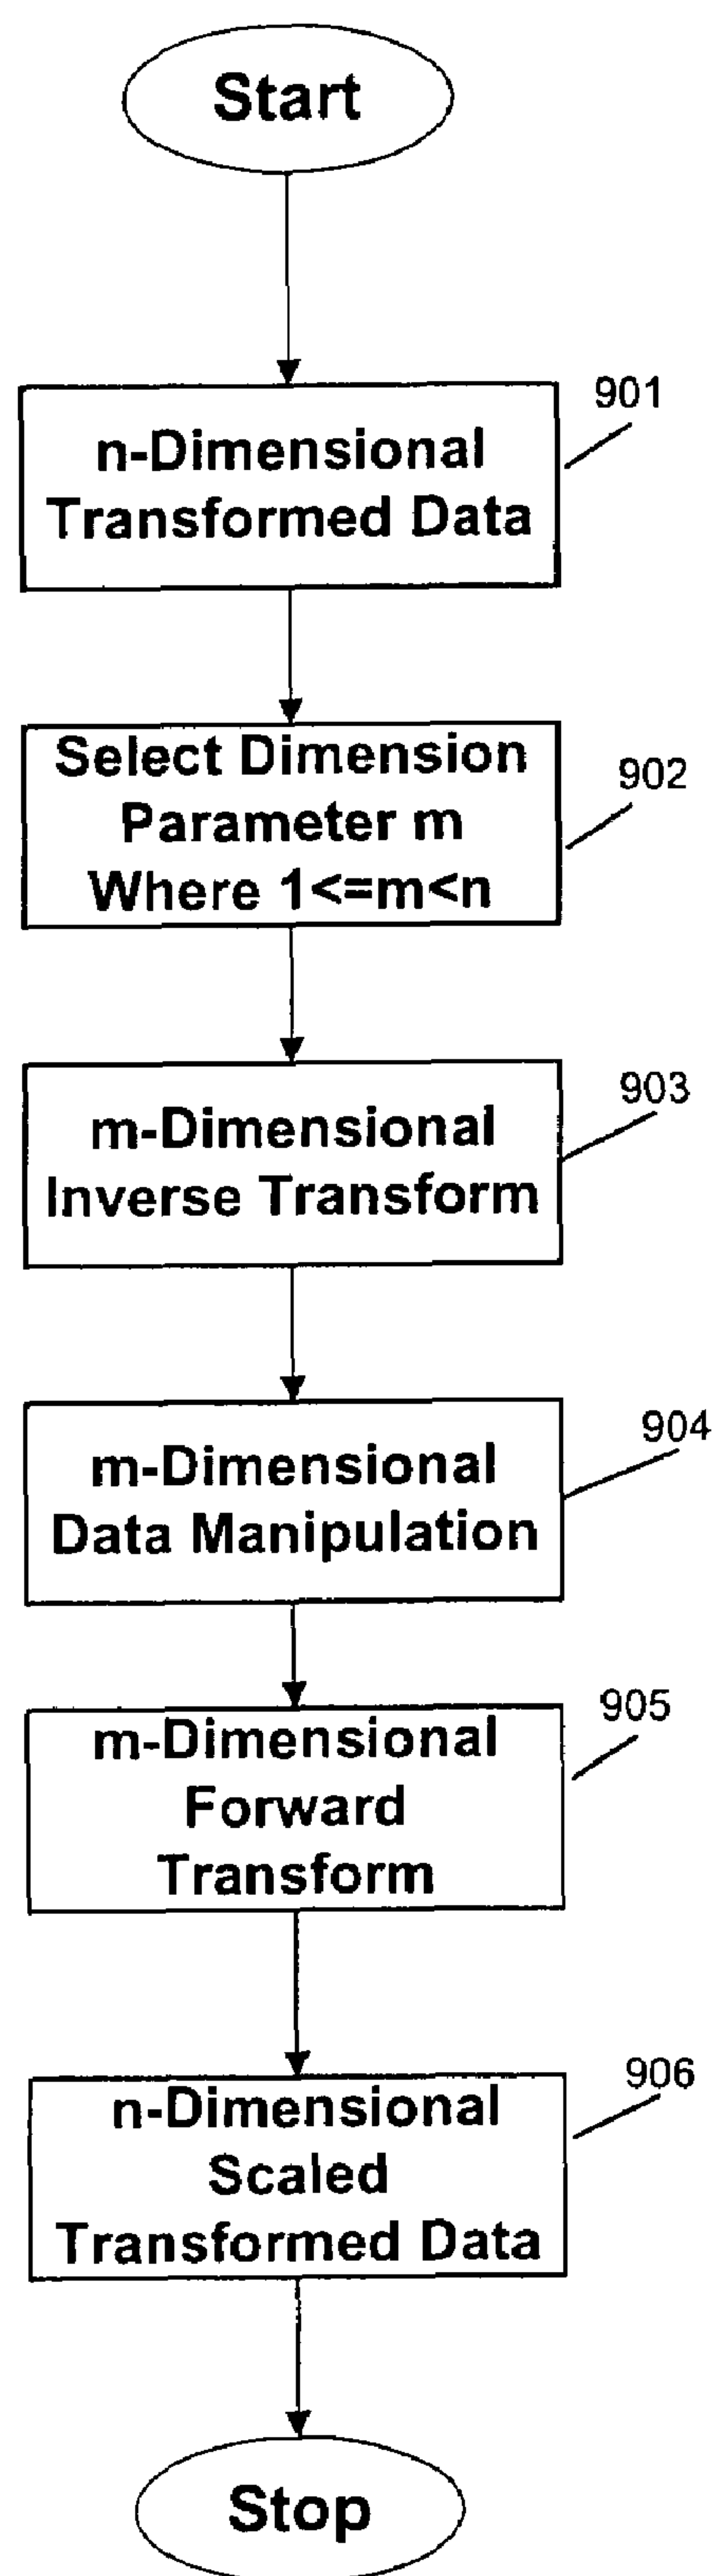 Start
901
n-Dimensional
Transformed Data
902
Select Dimension
Parameter m
Where 1<=m<n
903
m-Dimensional
Inverse Transform
904
m-Dimensional
Data Manipulation
905
m-Dimensional
Forward
Transform
906
n-Dimensional
Scaled
Transformed Data
Stop